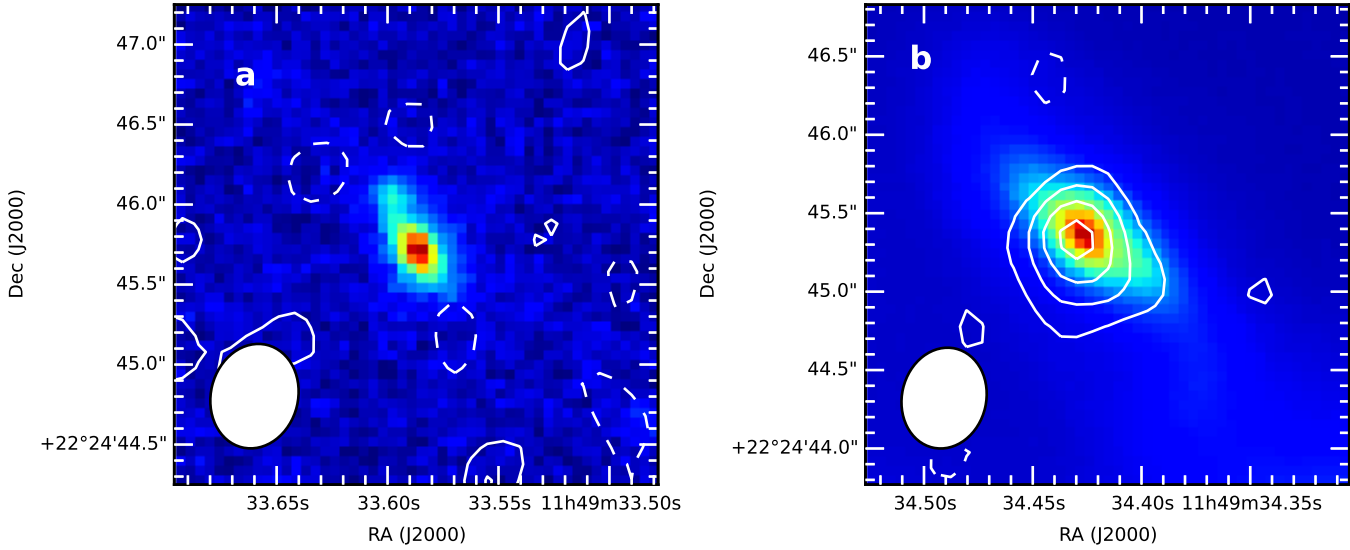 a
47.0"
46.5"
46.0"
45.5"
45.0"
+22°24'44.5"
Dec (J2000)
33.65s
33.60s
33.55s
11h49m33.50s
RA (J2000)
b
46.5"
46.0"
45.5"
45.0"
44.5"
+22°24'44.0"
Dec (J2000)
34.50s
34.45s
34.40s
11h49m34.35s
RA (J2000)